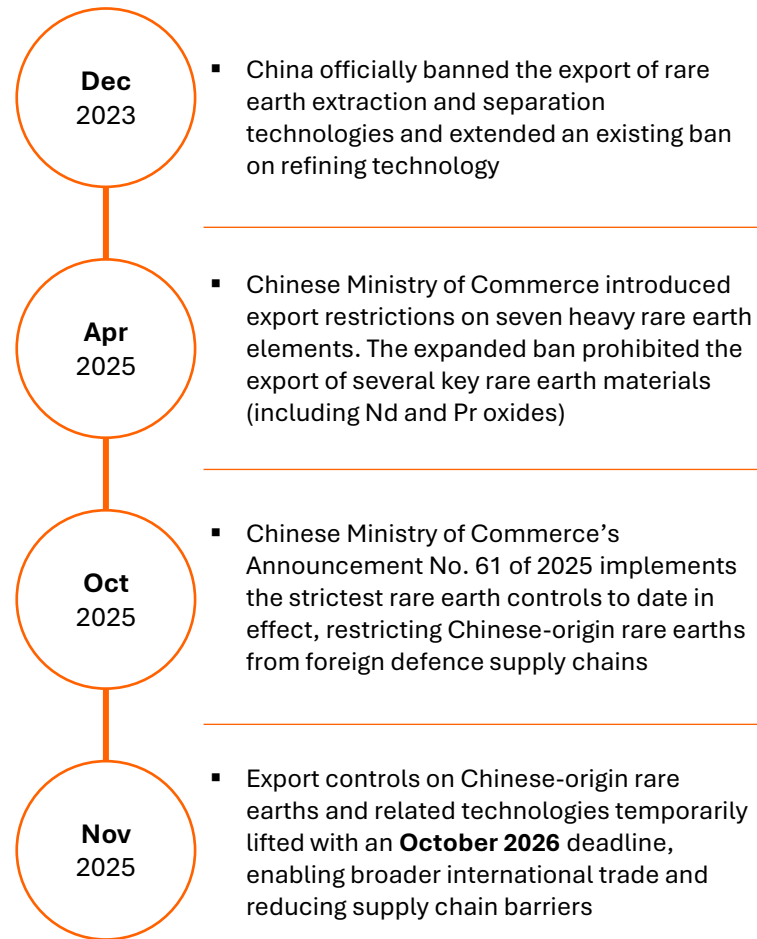 Dec
2023
▪ China officially banned the export of rare
earth extraction and separation
technologies and extended an existing ban
on refining technology
Apr
2025
▪ Chinese Ministry of Commerce introduced
export restrictions on seven heavy rare earth
elements. The expanded ban prohibited the
export of several key rare earth materials
(including Nd and Pr oxides)
Oct
2025
▪ Chinese Ministry of Commerce’s
Announcement No. 61 of 2025 implements
the strictest rare earth controls to date in
effect, restricting Chinese-origin rare earths
from foreign defence supply chains
Nov
2025
▪ Export controls on Chinese-origin rare
earths and related technologies temporarily
lifted with an October 2026 deadline,
enabling broader international trade and
reducing supply chain barriers